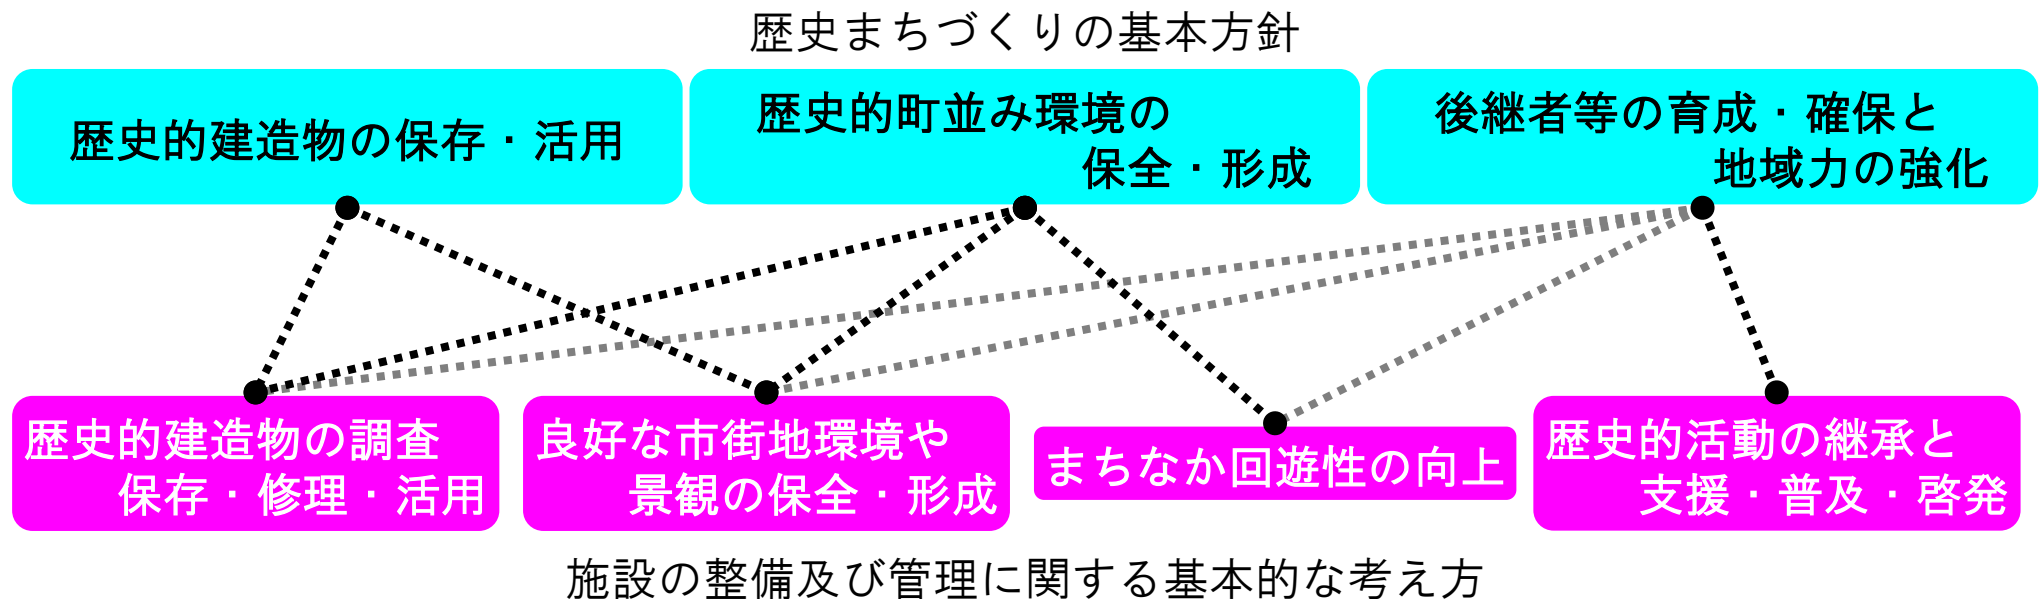 歴史まちづくりの基本方針
歴史的建造物の保存・活用
歴史的町並み環境の
保全・形成
後継者等の育成・確保と
地域力の強化
歴史的建造物の調査
保存・修理・活用
良好な市街地環境や
景観の保全・形成
まちなか回遊性の向上
歴史的活動の継承と
支援・普及・啓発
施設の整備及び管理に関する基本的な考え方